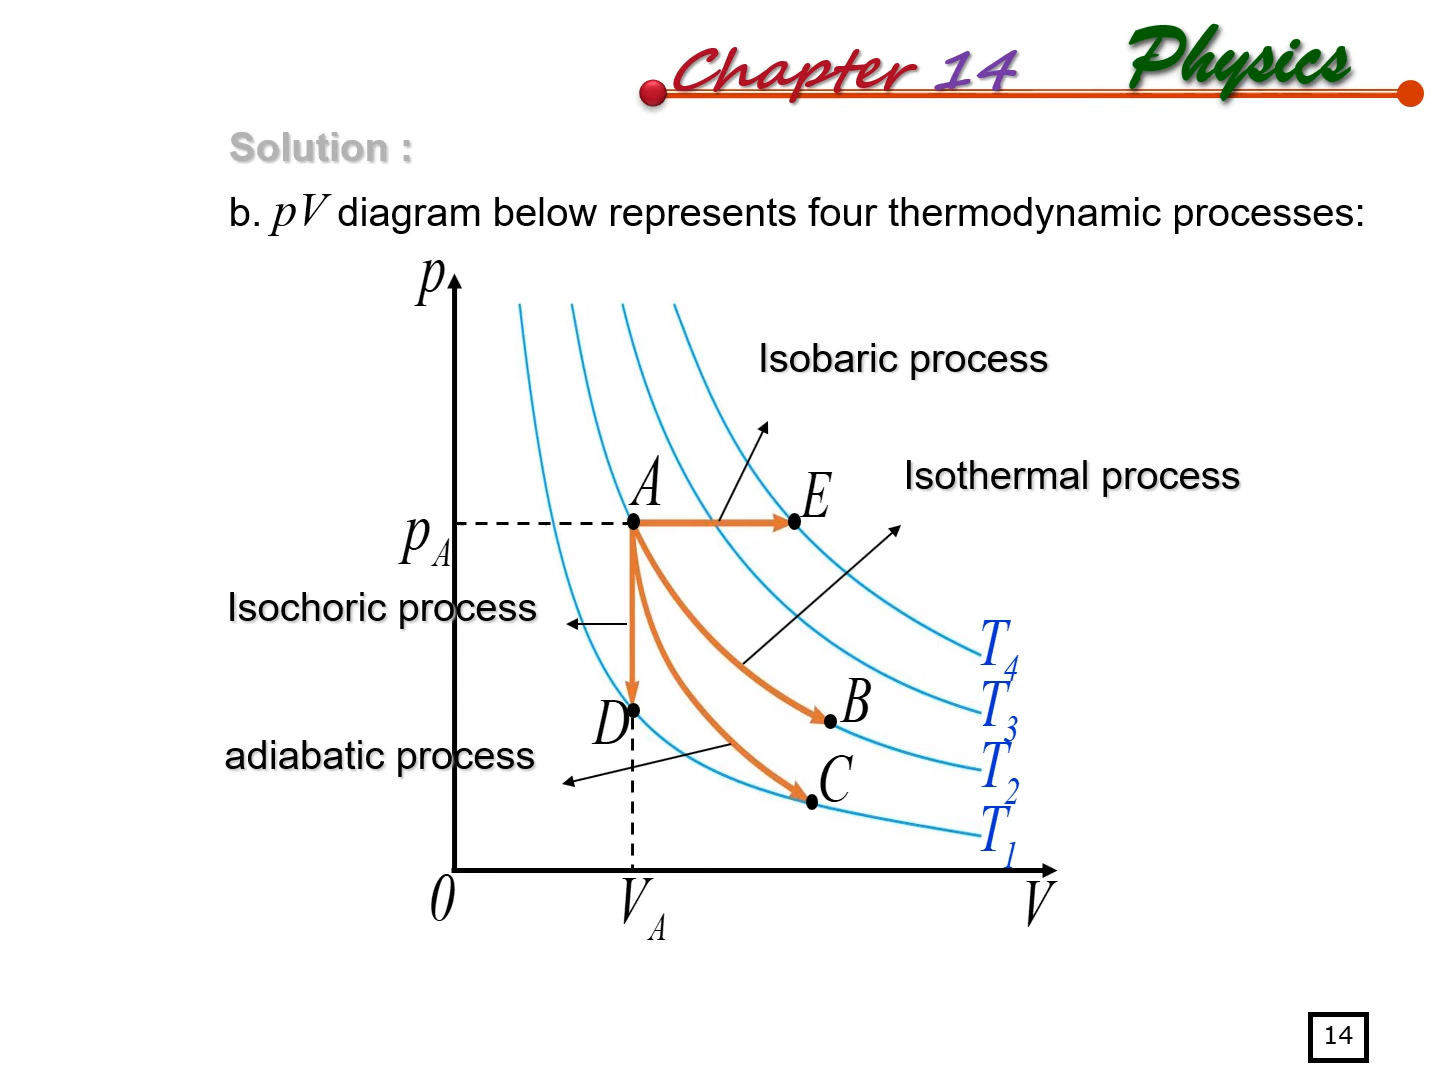 Chapter 14 Physics
Solution :
b. pV diagram below represents four thermodynamic processes:
p
Isobaric process
A
E
Isothermal process
pA
Isochoric process
T4
D
B
T3
adiabatic process
C
T2
T1
0
VA
V
14